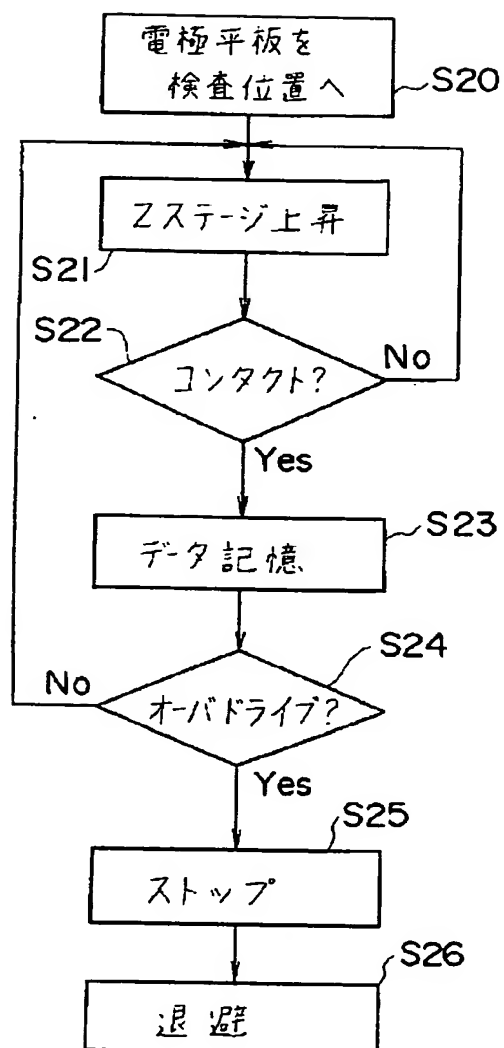 電極平板を
検査位置へ
S20
Zステージ上昇
S21
S22
コンタクト?
No
Yes
S23
データ記憶
S24
No
オーバドライブ?
Yes
S25
ストップ
S26
退避